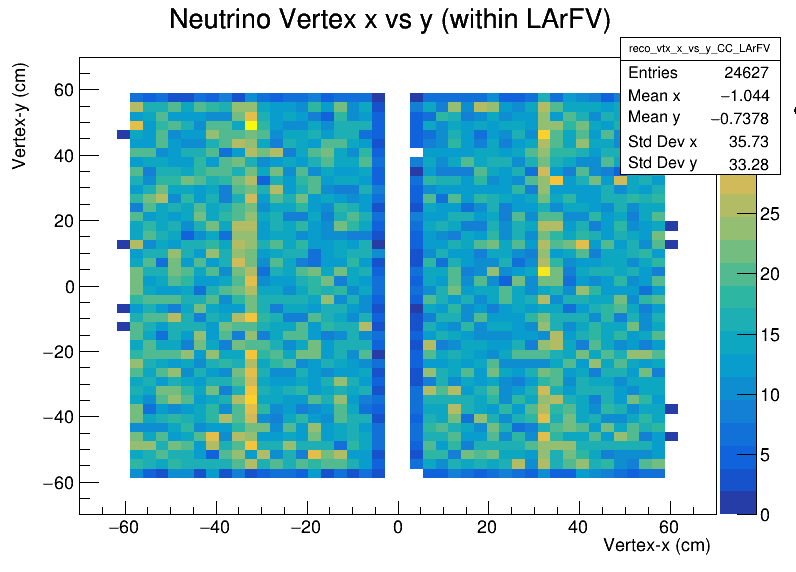 Neutrino Vertex x vs y (within LArFV)
reco_vtx_x_vs_y_CC_LArFV
Entries 24627
Mean x −1.044
Mean y −0.7378
Std Dev x 35.73
Std Dev y 33.28
Vertex-y (cm)
60
40
20
0
−20
−40
−60
−60 −40 −20 0 20 40 60
Vertex-x (cm)
25
20
15
10
5
0